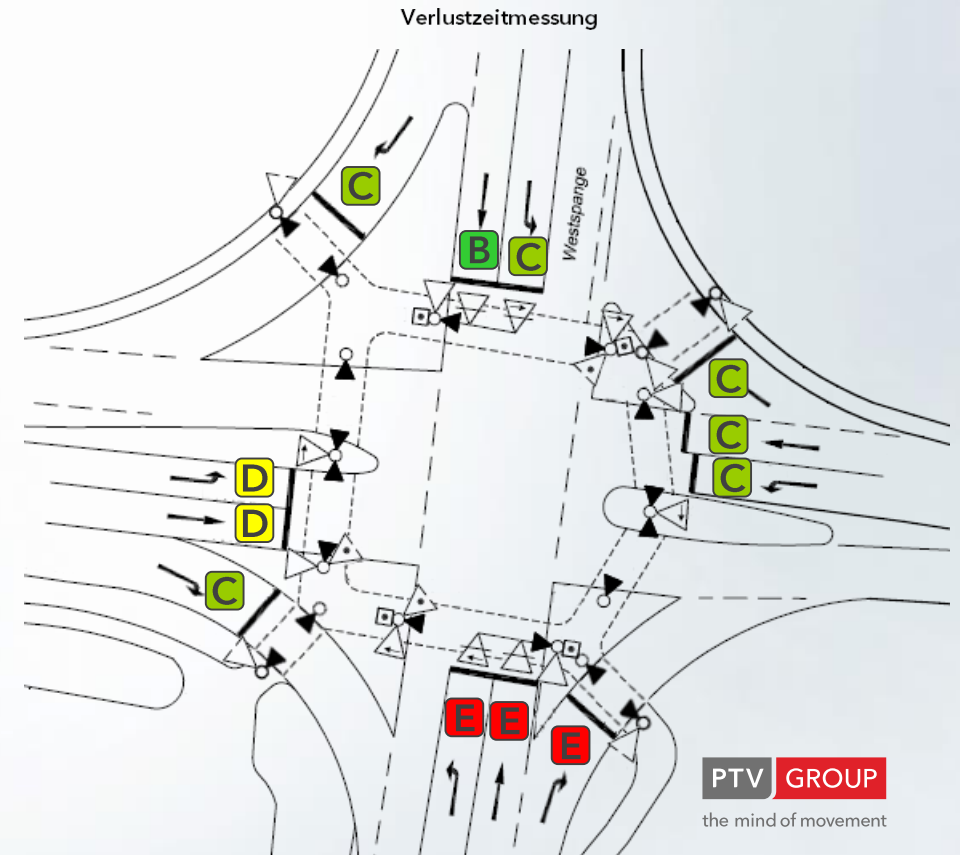 Verlustzeitmessung
C
B
C
Westspange
C
C
C
D
D
C
E
E
E
PTV GROUP
the mind of movement